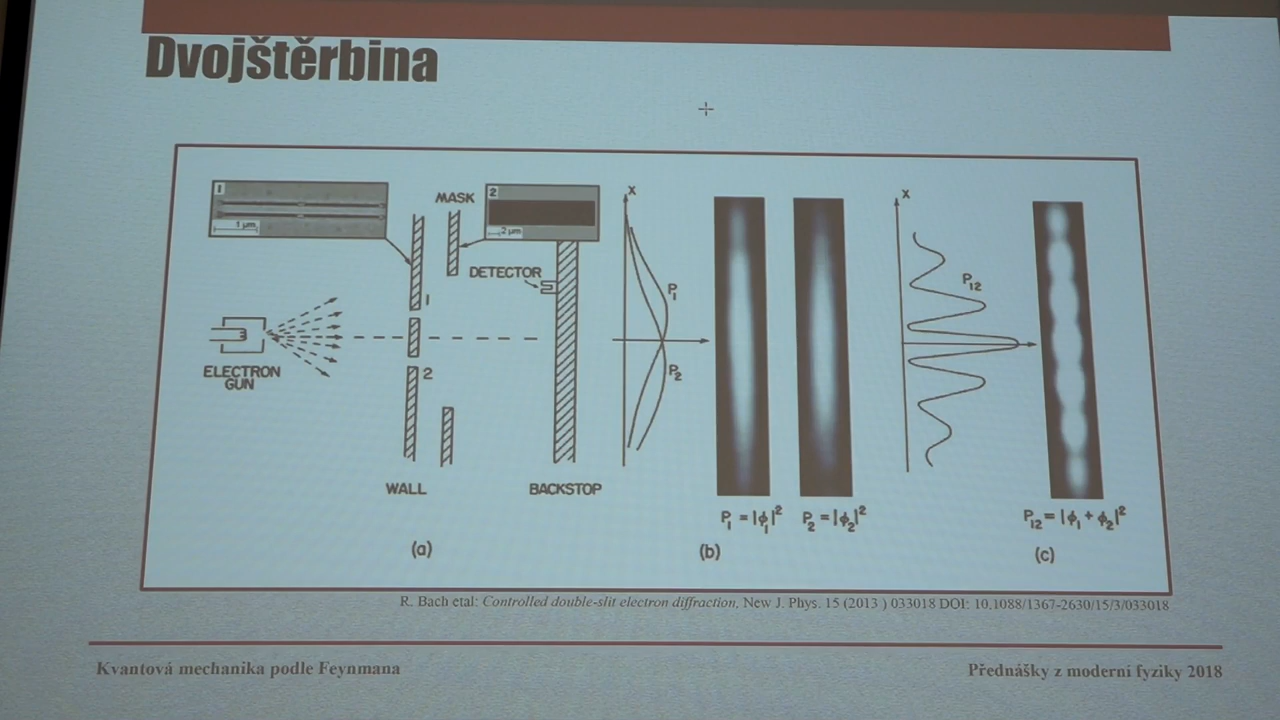 Dvojštěrbina
1
1 μm
MASK
2
2 μm
DETECTOR
1
ELECTRON
GUN
2
WALL
BACKSTOP
(a)
X
P₁
P₂
P₁ = |ϕ₁|²
P₂ = |ϕ₂|²
(b)
X
P₁₂
P₁₂ = |ϕ₁ + ϕ₂|²
(c)
R. Bach etal: Controlled double-slit electron diffraction, New J. Phys. 15 (2013 ) 033018 DOI: 10.1088/1367-2630/15/3/033018
Kvantová mechanika podle Feynmana
Přednášky z moderní fyziky 2018